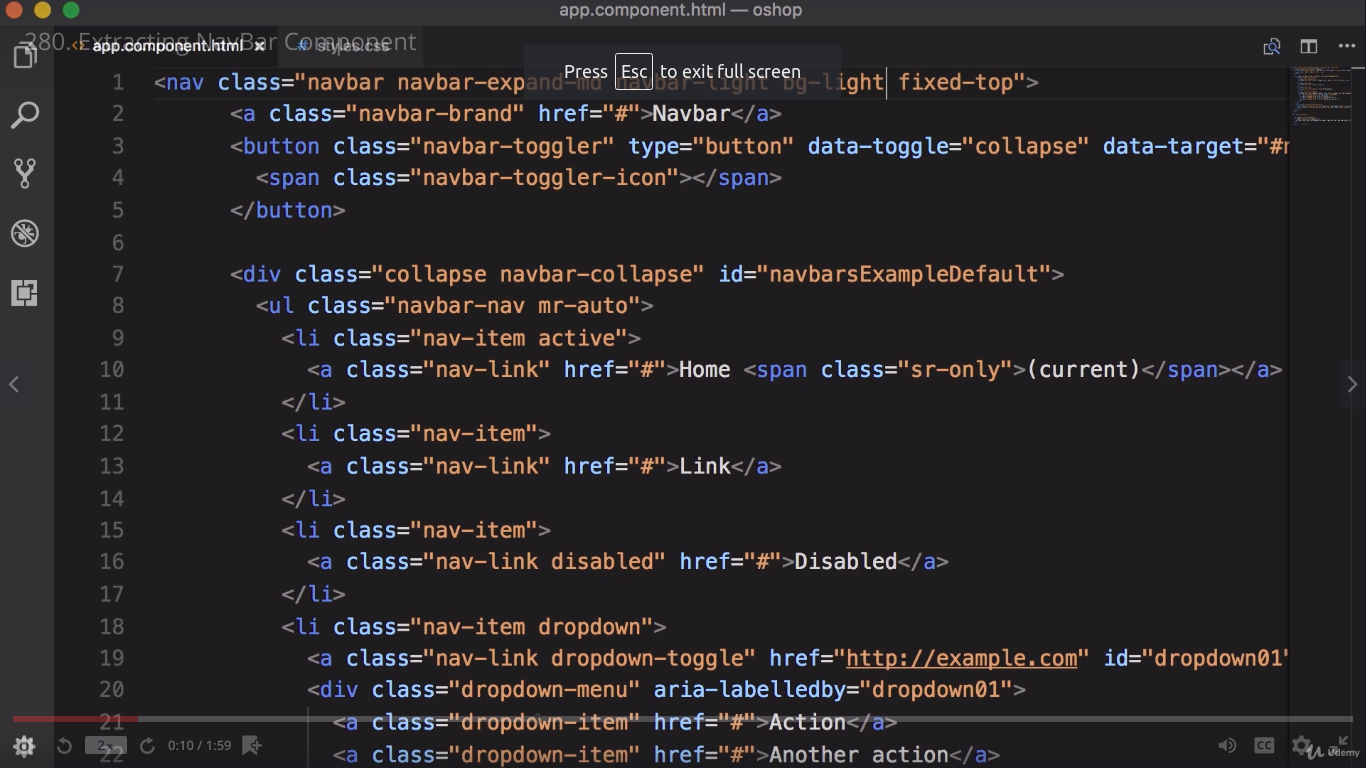 app.component.html — oshop
280. Extracting NavBar Component
app.component.html
styles.css
Press Esc to exit full screen
1 <nav class="navbar navbar-expand-md navbar-light bg-light fixed-top">
2 <a class="navbar-brand" href="#">Navbar</a>
3 <button class="navbar-toggler" type="button" data-toggle="collapse" data-target="#n
4 <span class="navbar-toggler-icon"></span>
5 </button>
6
7 <div class="collapse navbar-collapse" id="navbarsExampleDefault">
8 <ul class="navbar-nav mr-auto">
9 <li class="nav-item active">
10 <a class="nav-link" href="#">Home <span class="sr-only">(current)</span></a>
11 </li>
12 <li class="nav-item">
13 <a class="nav-link" href="#">Link</a>
14 </li>
15 <li class="nav-item">
16 <a class="nav-link disabled" href="#">Disabled</a>
17 </li>
18 <li class="nav-item dropdown">
19 <a class="nav-link dropdown-toggle" href="http://example.com" id="dropdown01"
20 <div class="dropdown-menu" aria-labelledby="dropdown01">
21 <a class="dropdown-item" href="#">Action</a>
22 <a class="dropdown-item" href="#">Another action</a>
2x 0:10 / 1:59
CC
Udemy